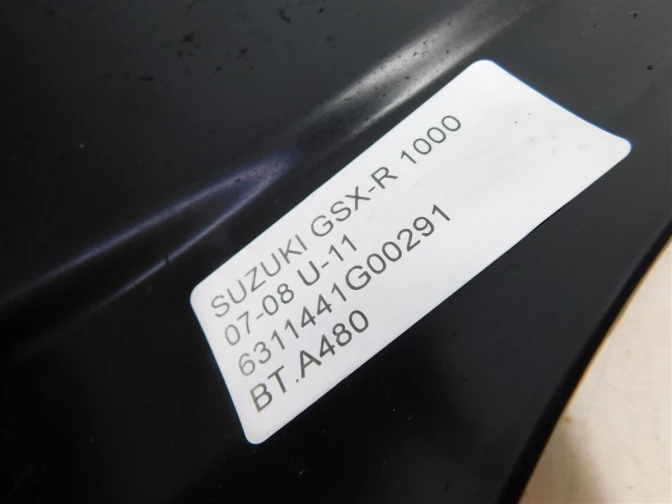 SUZUKI GSX-R 1000
07-08 U-11
6311441G00291
BT.A480